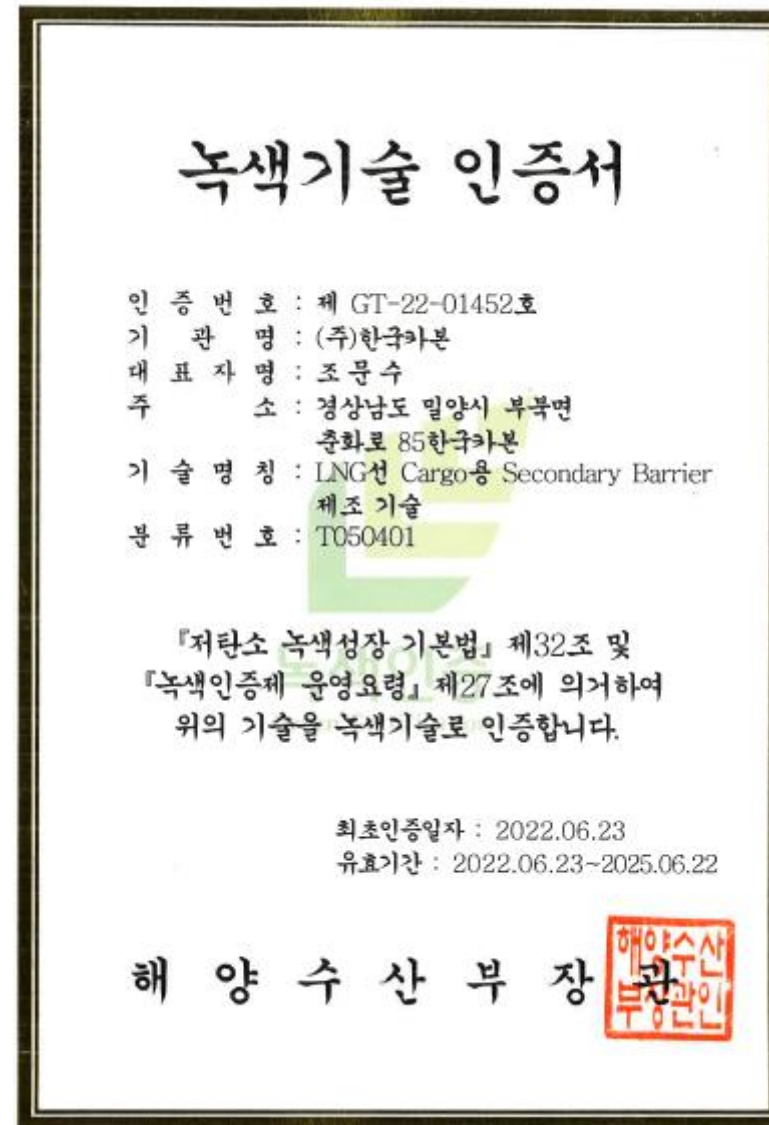 녹색기술 인증서
인 증 번 호 : 제 GT-22-01452호
기 관 명 : (주)한국카본
대 표 자 명 : 조 문 수
주 소 : 경상남도 밀양시 부북면
춘화로 85한국카본
기 술 명 칭 : LNG선 Cargo용 Secondary Barrier
제조 기술
분 류 번 호 : T050401
『저탄소 녹색성장 기본법』 제32조 및
『녹색인증제 운영요령』 제27조에 의거하여
위의 기술을 녹색기술로 인증합니다.
녹색인증
최초인증일자 : 2022.06.23
유효기간 : 2022.06.23~2025.06.22
해 양 수 산 부 장 관
해양수산
부장관인